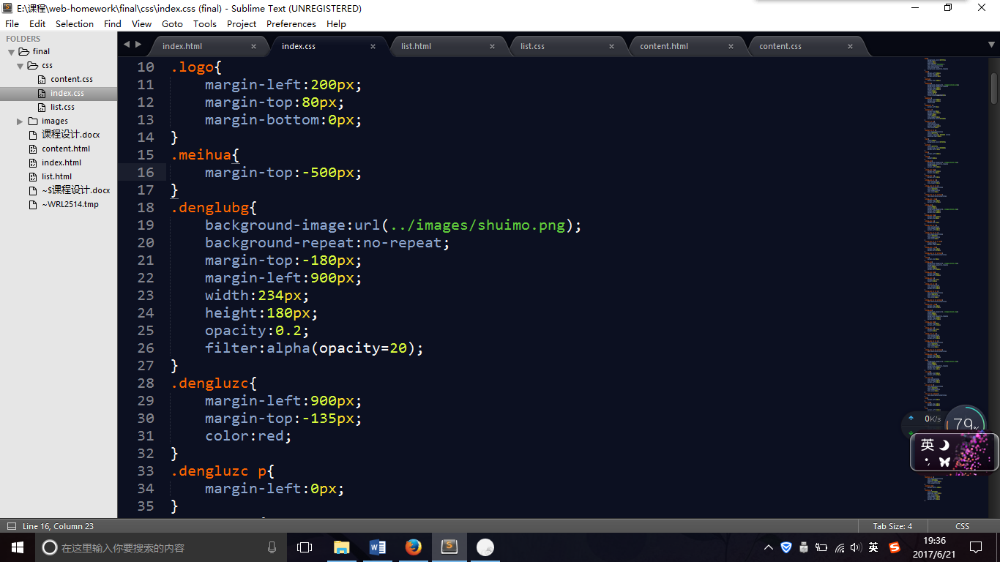 E:\课程\web-homework\final\css\index.css (final) - Sublime Text (UNREGISTERED)
File Edit Selection Find View Goto Tools Project Preferences Help
FOLDERS
final
css
content.css
index.css
list.css
images
课程设计.docx
content.html
index.html
list.html
~$课程设计.docx
~WRL2514.tmp
index.html index.css list.html list.css content.html content.css
10 .logo{
11 margin-left:200px;
12 margin-top:80px;
13 margin-bottom:0px;
14 }
15 .meihua{
16 margin-top:-500px;
17 }
18 .denglubg{
19 background-image:url(../images/shuimo.png);
20 background-repeat:no-repeat;
21 margin-top:-180px;
22 margin-left:900px;
23 width:234px;
24 height:180px;
25 opacity:0.2;
26 filter:alpha(opacity=20);
27 }
28 .dengluzc{
29 margin-left:900px;
30 margin-top:-135px;
31 color:red;
32 }
33 .dengluzc p{
34 margin-left:0px;
35 }
0K/s
79%
英
Line 16, Column 23
Tab Size: 4
CSS
在这里输入你要搜索的内容
英
19:36
2017/6/21